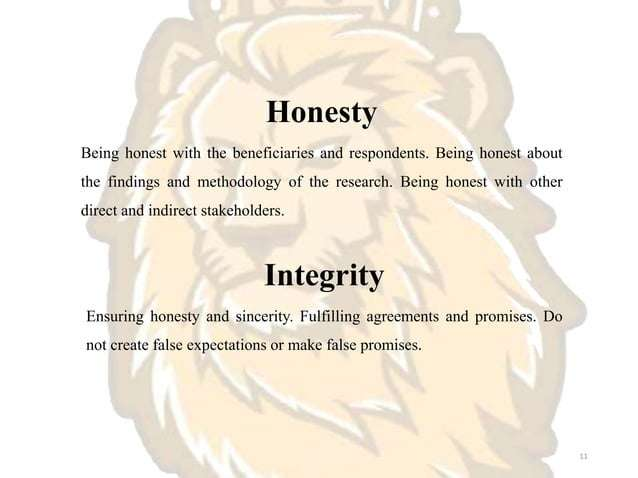 Honesty
Being honest with the beneficiaries and respondents. Being honest about
the findings and methodology of the research. Being honest with other
direct and indirect stakeholders.
Integrity
Ensuring honesty and sincerity. Fulfilling agreements and promises. Do
not create false expectations or make false promises.
11